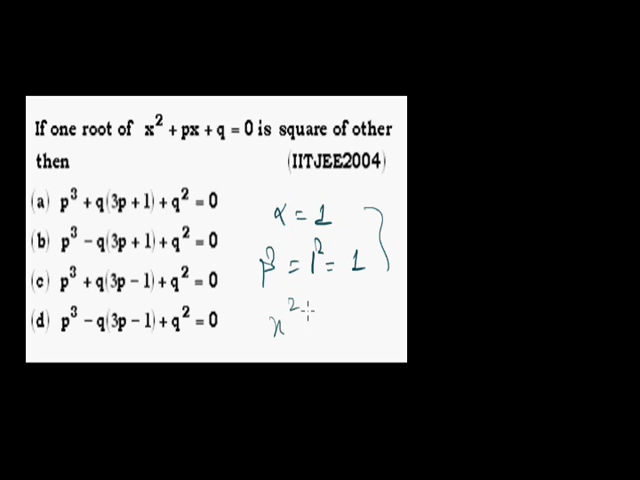 If one root of x² + px + q = 0 is square of other
then (IITJEE2004)
(a) p³ + q(3p + 1) + q² = 0
(b) p³ − q(3p + 1) + q² = 0
(c) p³ + q(3p − 1) + q² = 0
(d) p³ − q(3p − 1) + q² = 0
α = 1
β = 1² = 1
x²